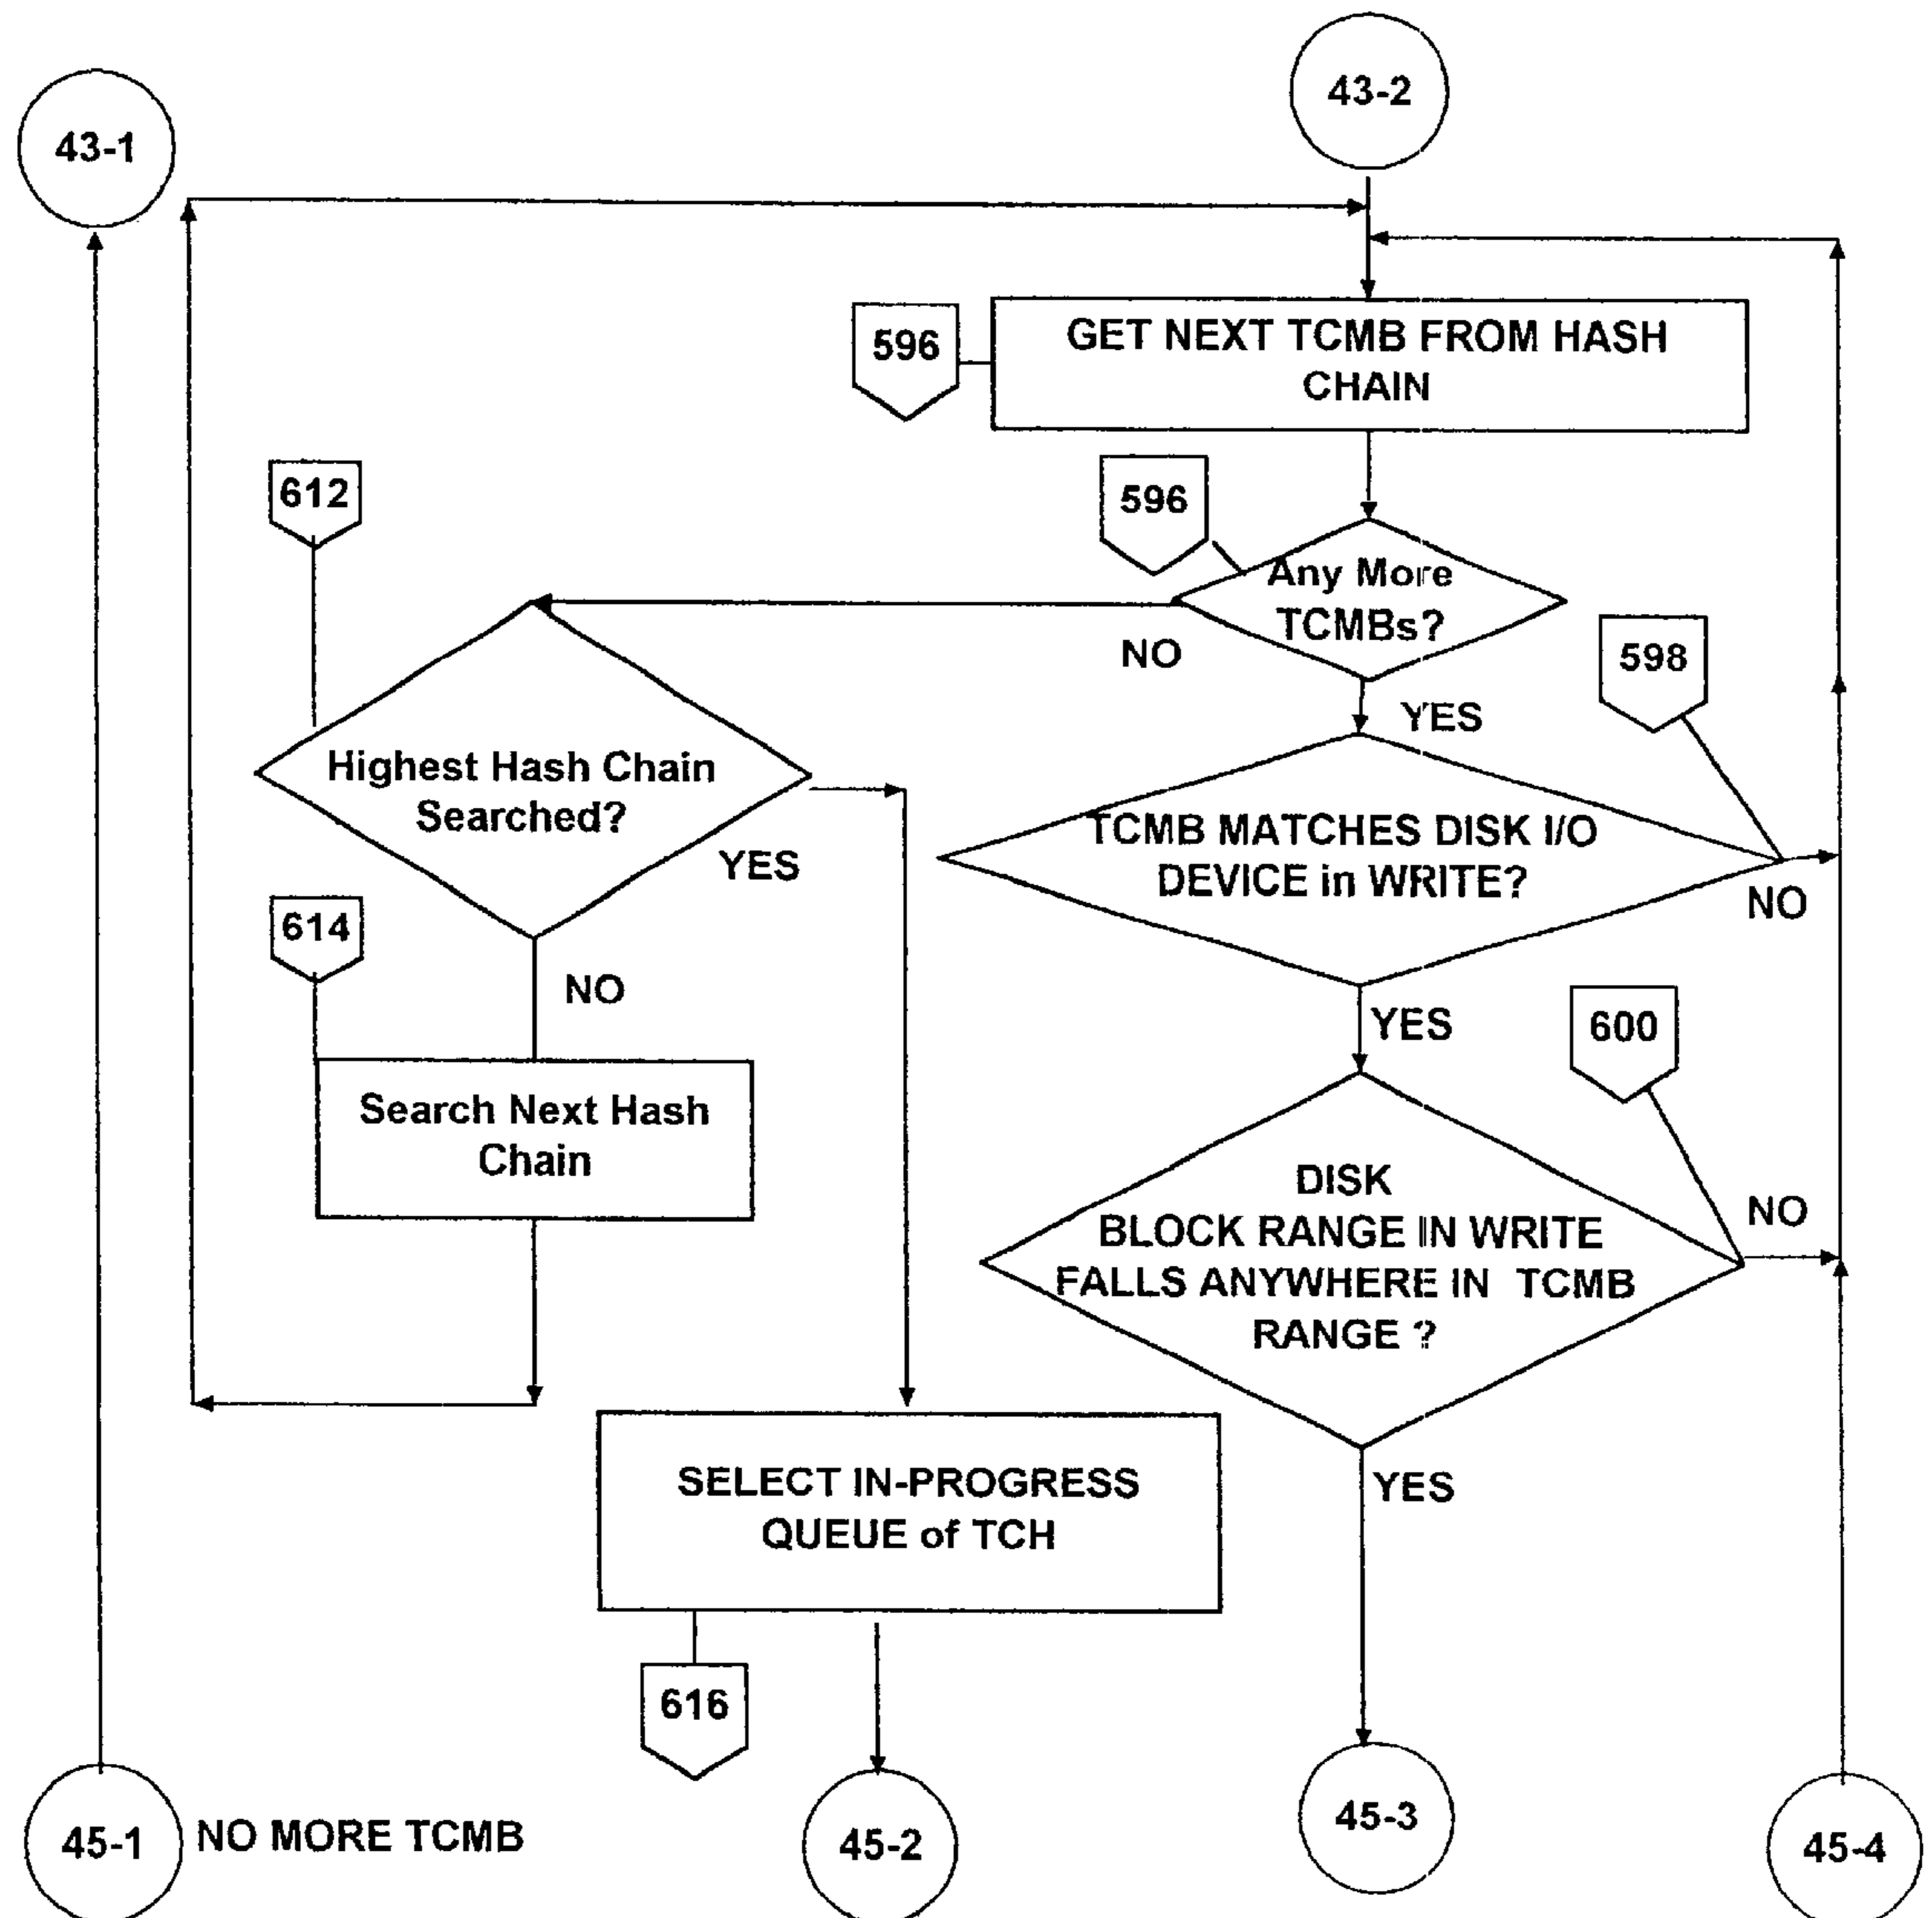 43-1
43-2
596
GET NEXT TCMB FROM HASH
CHAIN
612
596
Any More
TCMBs?
NO
YES
598
Highest Hash Chain
Searched?
YES
TCMB MATCHES DISK I/O
DEVICE in WRITE?
NO
614
NO
YES
600
Search Next Hash
Chain
DISK
BLOCK RANGE IN WRITE
FALLS ANYWHERE IN TCMB
RANGE ?
NO
YES
SELECT IN-PROGRESS
QUEUE of TCH
616
45-1
NO MORE TCMB
45-2
45-3
45-4